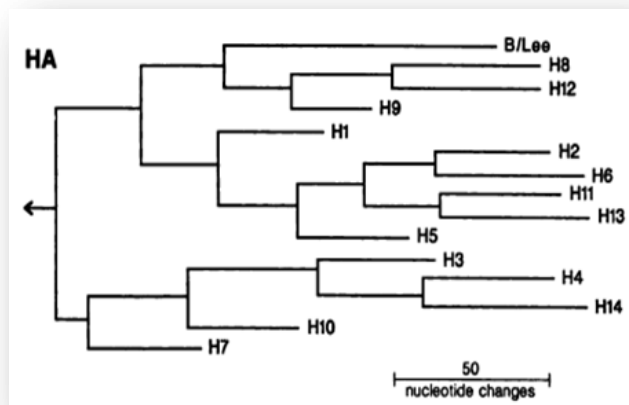 HA
B/Lee
H8
H12
H9
H1
H2
H6
H11
H13
H5
H3
H4
H14
H10
H7
50
nucleotide changes